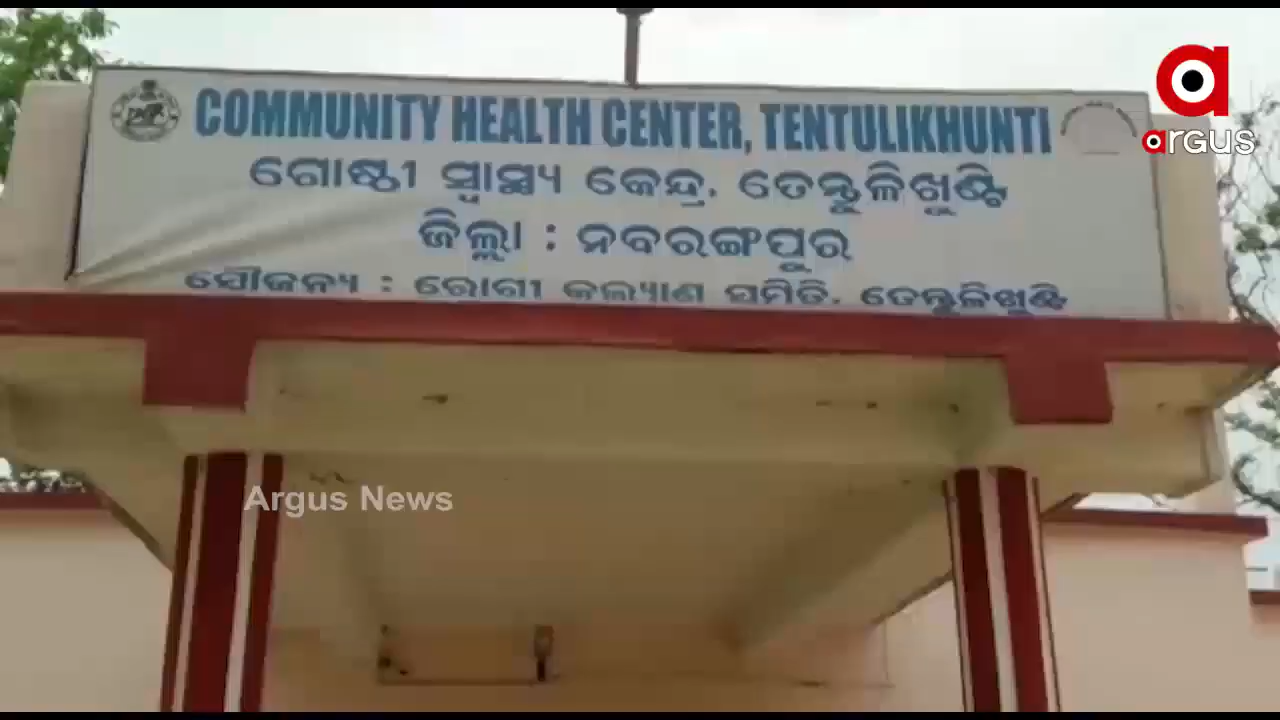 COMMUNITY HEALTH CENTER, TENTULIKHUNTI
ଗୋଷ୍ଠୀ ସ୍ୱାସ୍ଥ୍ୟ କେନ୍ଦ୍ର, ତେନ୍ତୁଳିଖୁଣ୍ଟି
ଜିଲ୍ଲା : ନବରଙ୍ଗପୁର
ସୌଜନ୍ୟ : ରୋଗୀ କଲ୍ୟାଣ ସମିତି, ତେନ୍ତୁଳିଖୁଣ୍ଟି
argus
Argus News